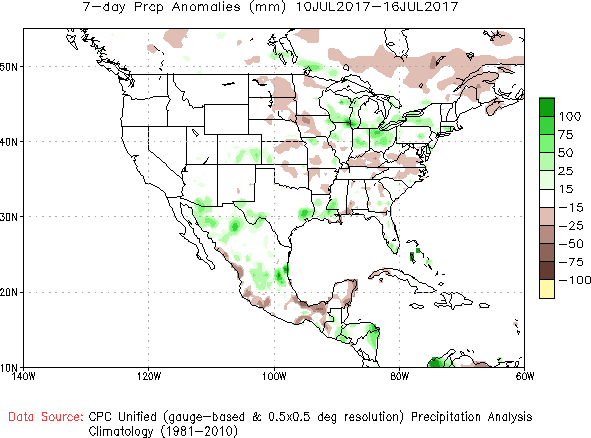 7-day Prcp Anomalies (mm) 10JUL2017-16JUL2017
50N
40N
30N
20N
10N
140W 120W 100W 80W 60W
100
75
50
25
15
-15
-25
-50
-75
-100
Data Source: CPC Unified (gauge-based & 0.5x0.5 deg resolution) Precipitation Analysis
Climatology (1981-2010)